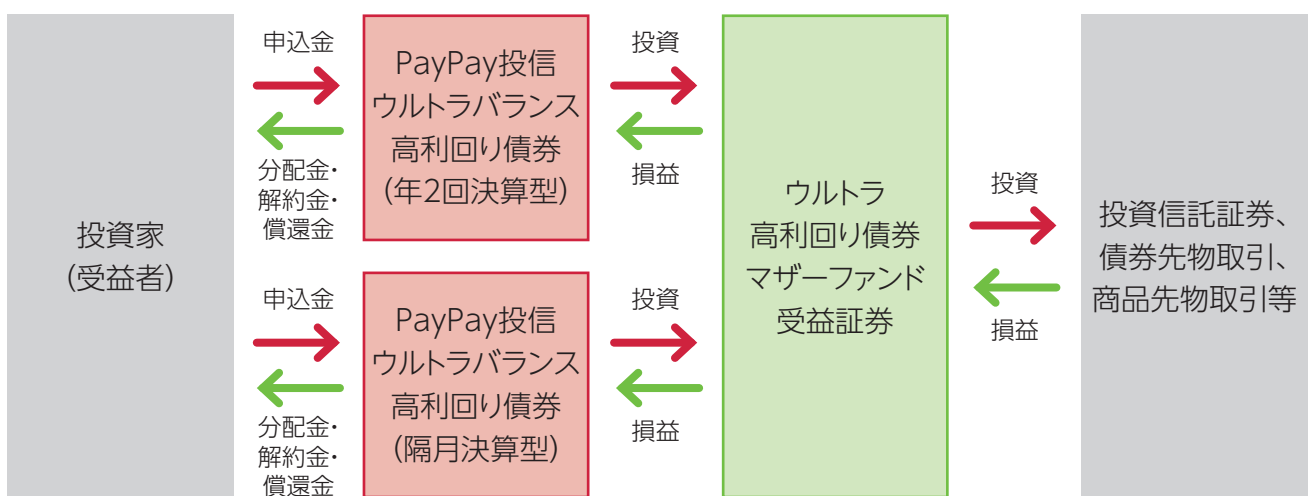 投資家
(受益者)
申込金
分配金・
解約金・
償還金
PayPay投信
ウルトラバランス
高利回り債券
(年2回決算型)
投資
損益
申込金
分配金・
解約金・
償還金
PayPay投信
ウルトラバランス
高利回り債券
(隔月決算型)
投資
損益
ウルトラ
高利回り債券
マザーファンド
受益証券
投資
損益
投資信託証券、
債券先物取引、
商品先物取引等